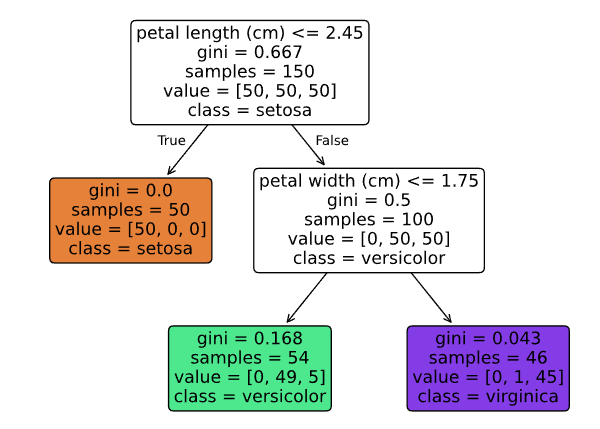 petal length (cm) <= 2.45
gini = 0.667
samples = 150
value = [50, 50, 50]
class = setosa
True
False
gini = 0.0
samples = 50
value = [50, 0, 0]
class = setosa
petal width (cm) <= 1.75
gini = 0.5
samples = 100
value = [0, 50, 50]
class = versicolor
gini = 0.168
samples = 54
value = [0, 49, 5]
class = versicolor
gini = 0.043
samples = 46
value = [0, 1, 45]
class = virginica